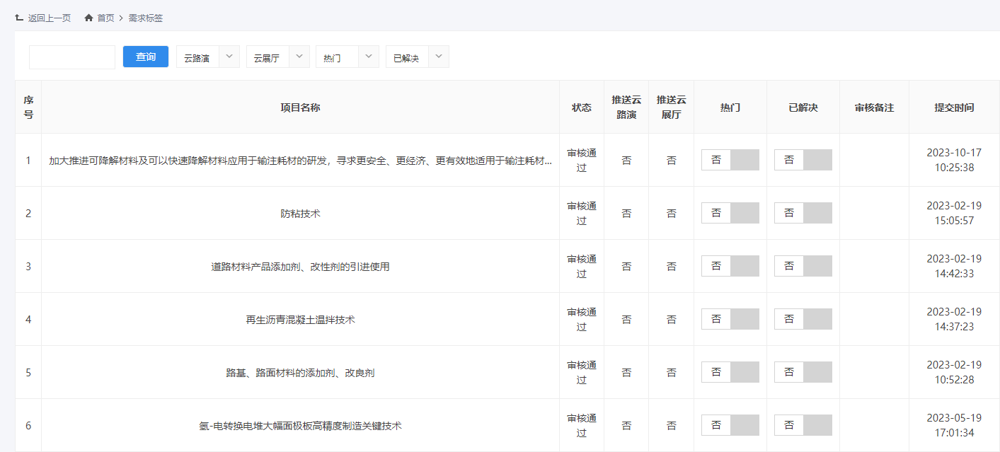 返回上一页 首页 > 需求标签
查询 云路演 云展厅 热门 已解决
序号 项目名称 状态 推送云路演 推送云展厅 热门 已解决 审核备注 提交时间
1 加大推进可降解材料及可以快速降解材料应用于输注耗材的研发，寻求更安全、更经济、更有效地适用于输注耗材... 审核通过 否 否 否 否 2023-10-17 10:25:38
2 防粘技术 审核通过 否 否 否 否 2023-02-19 15:05:57
3 道路材料产品添加剂、改性剂的引进使用 审核通过 否 否 否 否 2023-02-19 14:42:33
4 再生沥青混凝土温拌技术 审核通过 否 否 否 否 2023-02-19 14:37:23
5 路基、路面材料的添加剂、改良剂 审核通过 否 否 否 否 2023-02-19 10:52:28
6 氢-电转换电堆大幅面极板高精度制造关键技术 审核通过 否 否 否 否 2023-05-19 17:01:34